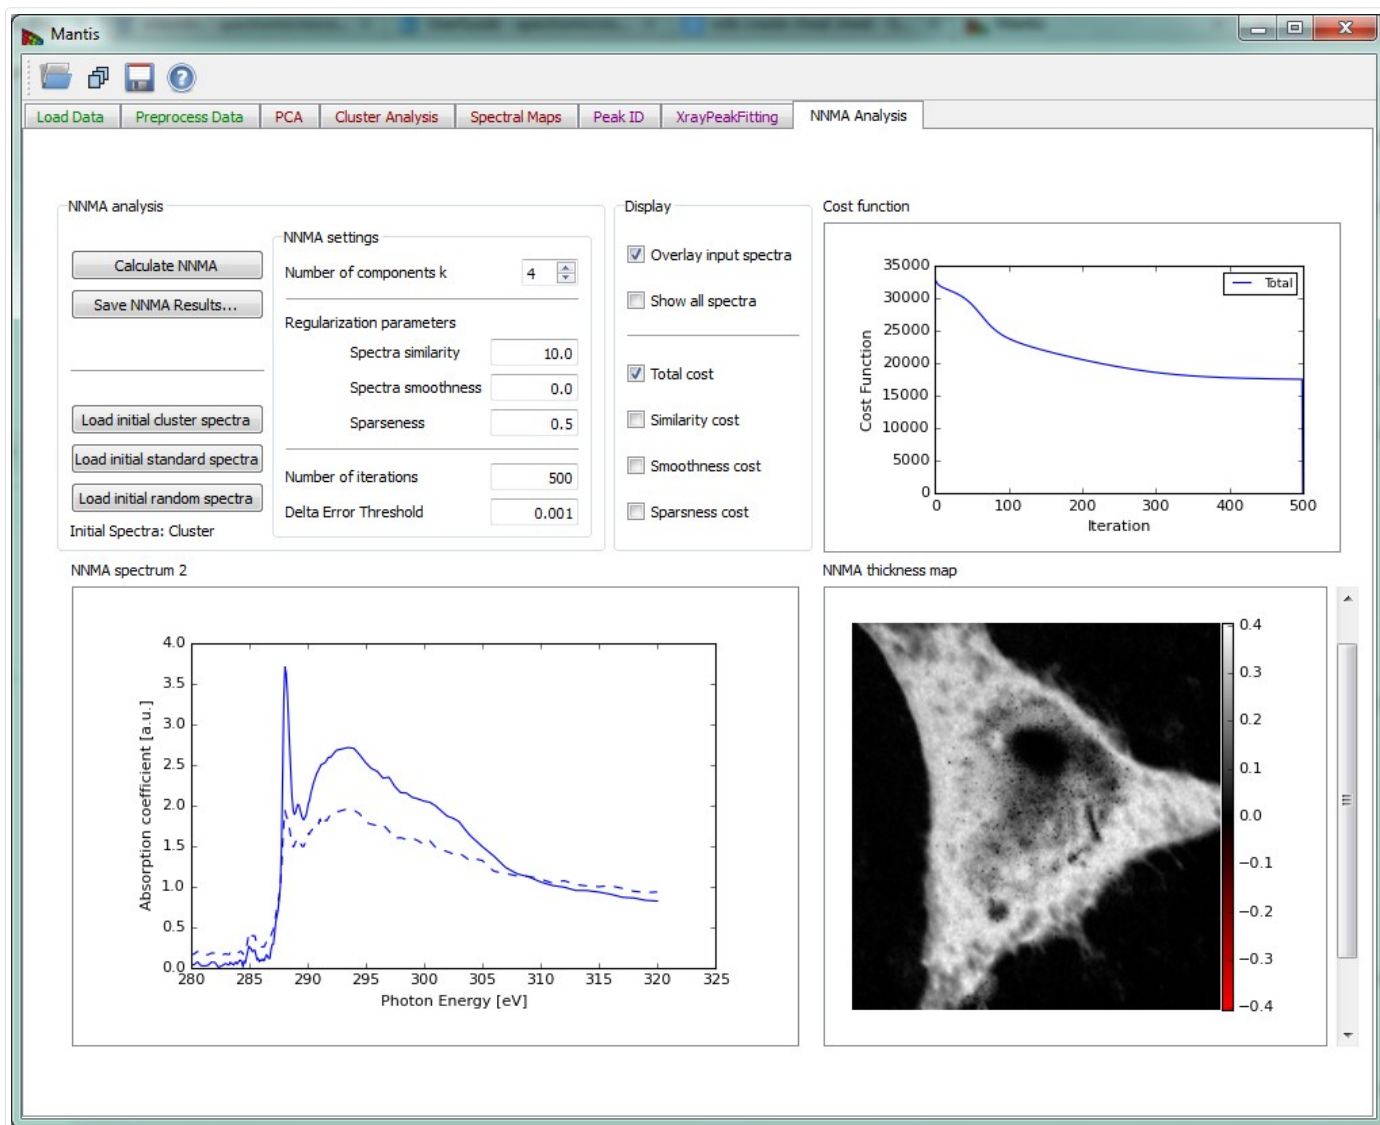 Mantis
Load Data
Preprocess Data
PCA
Cluster Analysis
Spectral Maps
Peak ID
XrayPeakFitting
NNMA Analysis
NNMA analysis
Calculate NNMA
Save NNMA Results...
Load initial cluster spectra
Load initial standard spectra
Load initial random spectra
Initial Spectra: Cluster
NNMA settings
Number of components k 4
Regularization parameters
Spectra similarity 10.0
Spectra smoothness 0.0
Sparseness 0.5
Number of iterations 500
Delta Error Threshold 0.001
Display
Overlay input spectra
Show all spectra
Total cost
Similarity cost
Smoothness cost
Sparsness cost
Cost function
35000
30000
25000
20000
15000
10000
5000
0
Cost Function
Total
0 100 200 300 400 500
Iteration
NNMA spectrum 2
4.0
3.5
3.0
2.5
2.0
1.5
1.0
0.5
0.0
Absorption coefficient [a.u.]
280 285 290 295 300 305 310 315 320 325
Photon Energy [eV]
NNMA thickness map
0.4
0.3
0.2
0.1
0.0
−0.1
−0.2
−0.3
−0.4